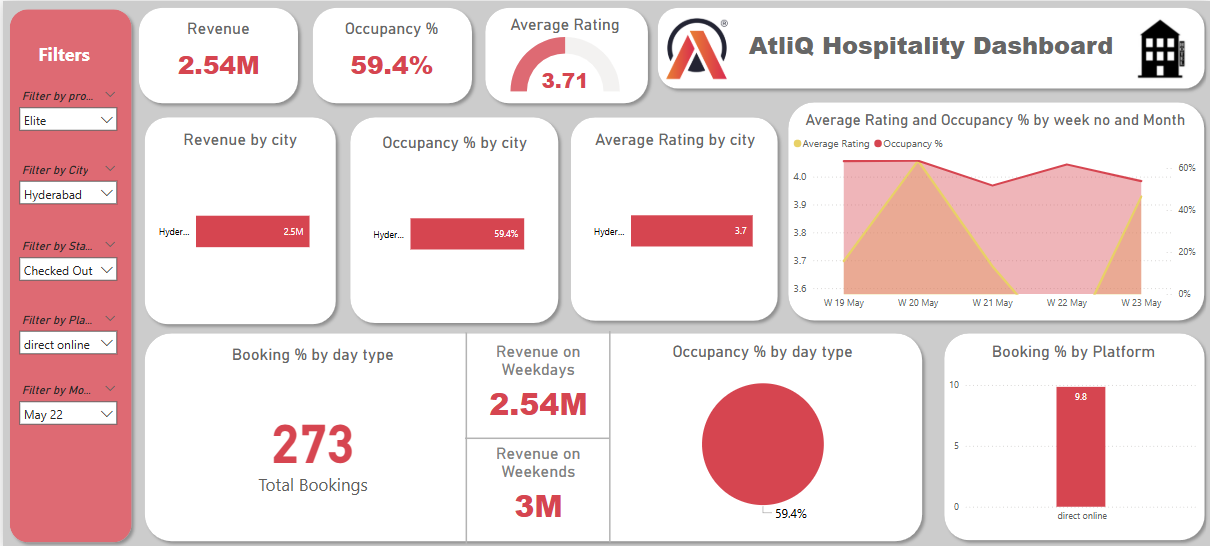 Filters
Filter by pro...
Elite
Filter by City
Hyderabad
Filter by Sta...
Checked Out
Filter by Pla...
direct online
Filter by Mo...
May 22
Revenue
2.54M
Occupancy %
59.4%
Average Rating
3.71
®
AtliQ Hospitality Dashboard
Revenue by city
Hyder...
2.5M
Occupancy % by city
Hyder...
59.4%
Average Rating by city
Hyder...
3.7
Average Rating and Occupancy % by week no and Month
Average Rating
Occupancy %
4.0
3.9
3.8
3.7
3.6
60%
40%
20%
0%
W 19 May
W 20 May
W 21 May
W 22 May
W 23 May
Booking % by day type
273
Total Bookings
Revenue on
Weekdays
2.54M
Revenue on
Weekends
3M
Occupancy % by day type
59.4%
Booking % by Platform
10
5
0
9.8
direct online